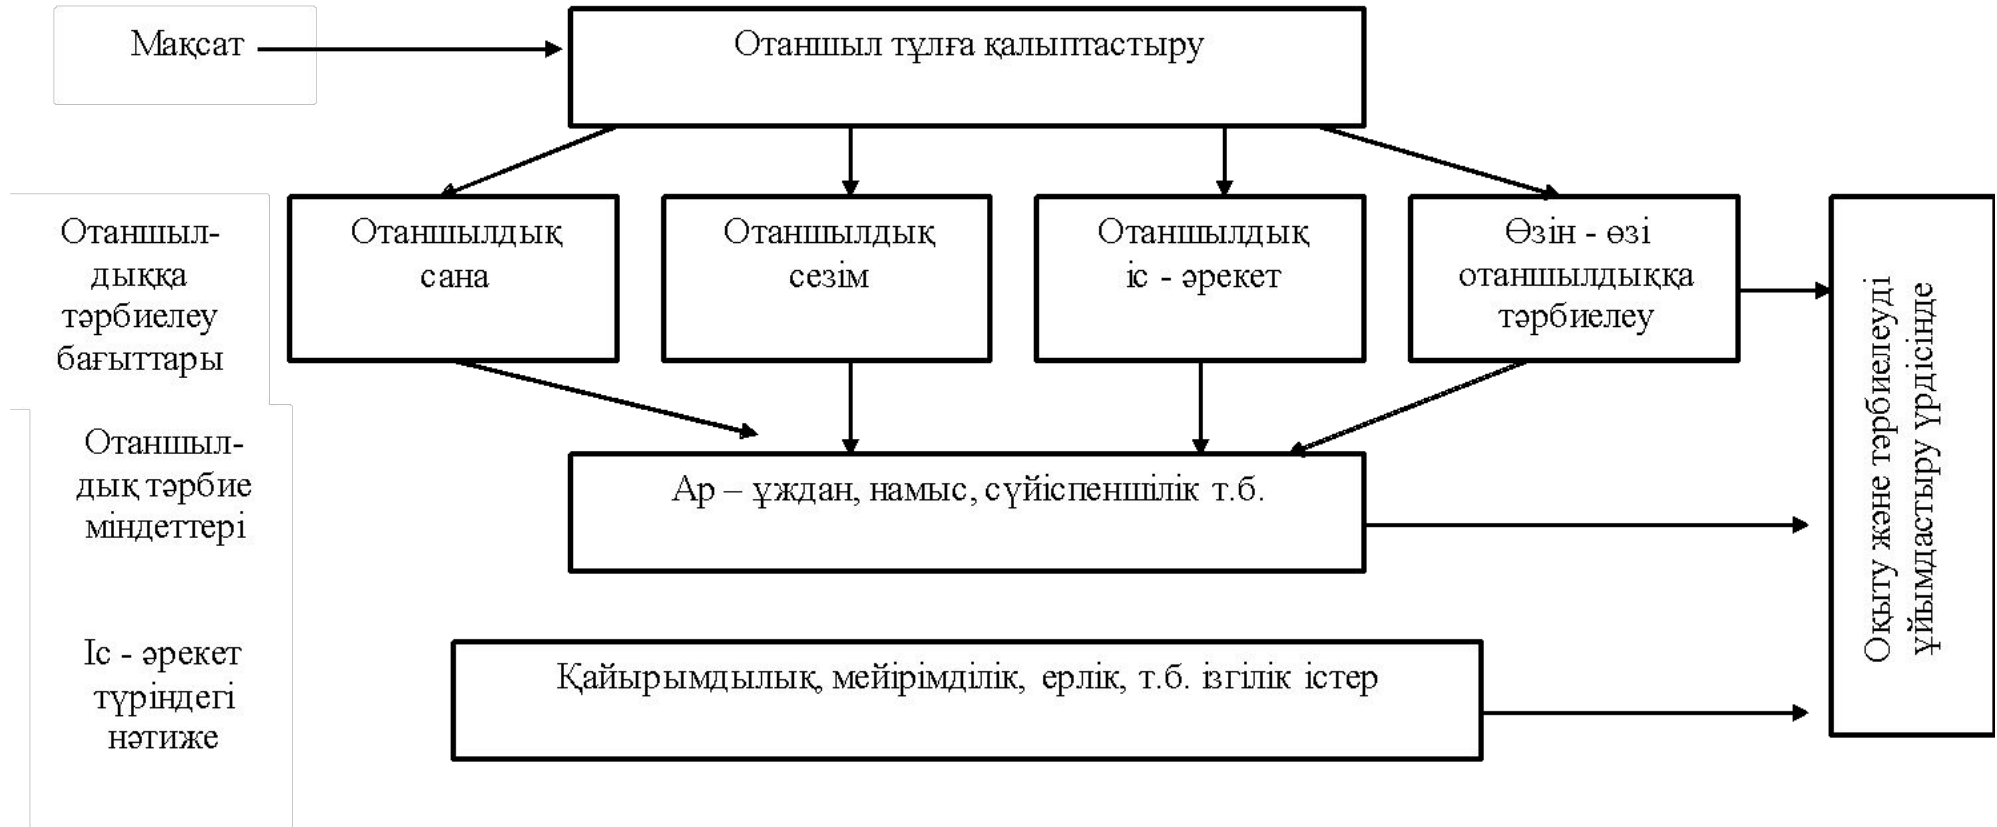 Мақсат
Отаншыл тұлға қалыптастыру
Отаншыл-
дыққа
тәрбиелеу
бағыттары
Отаншылдық
сана
Отаншылдық
сезім
Отаншылдық
іс - әрекет
Өзін - өзі
отаншылдыққа
тәрбиелеу
Оқыту және тәрбиелеуді
ұйымдастыру үрдісінде
Отаншыл-
дық тәрбие
міндеттері
Ар – ұждан, намыс, сүйіспеншілік т.б.
Іс - әрекет
түріндегі
нәтиже
Қайырымдылық, мейірімділік, ерлік, т.б. ізгілік істер